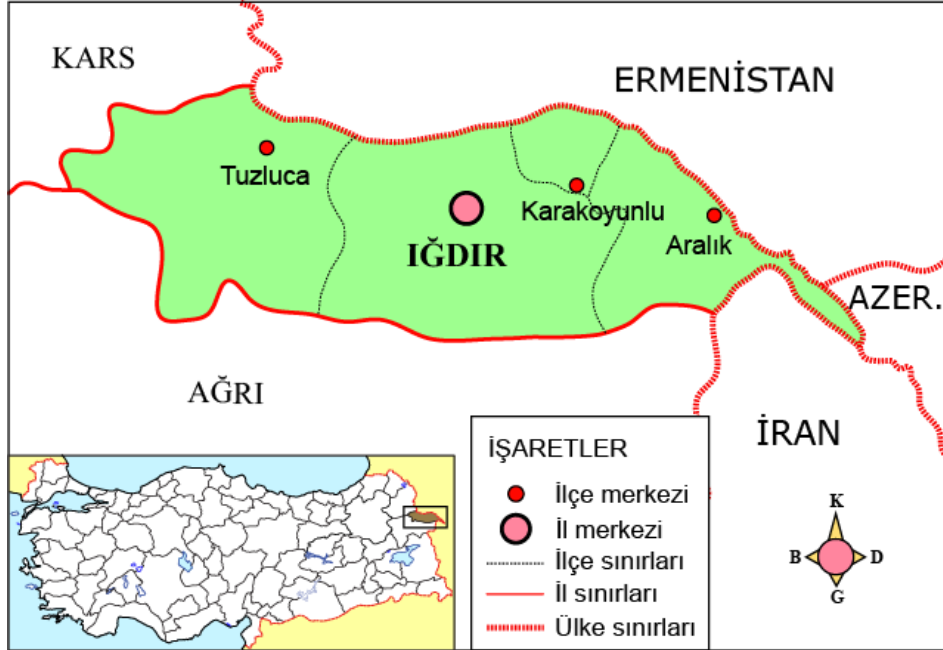 KARS
ERMENİSTAN
Tuzluca
Karakoyunlu
IĞDIR
Aralık
AZER.
AĞRI
İRAN
İŞARETLER
İlçe merkezi
İl merkezi
İlçe sınırları
İl sınırları
Ülke sınırları
K
B
D
G